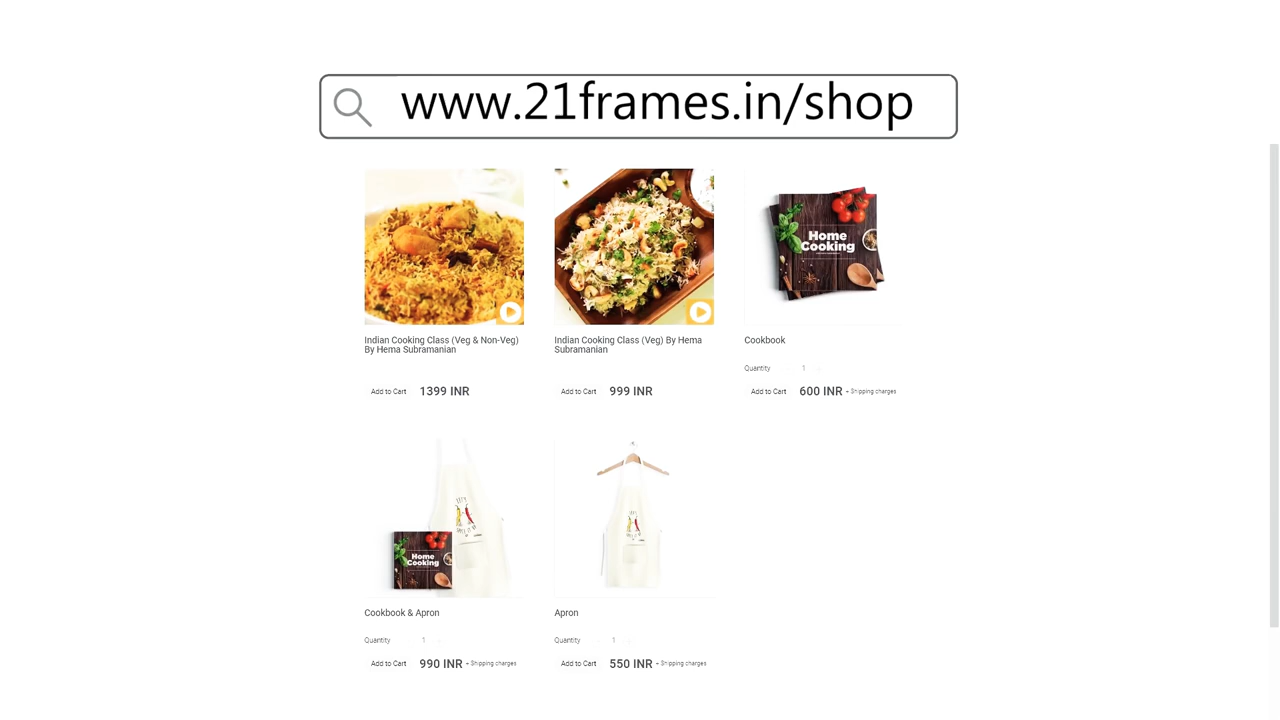 www.21frames.in/shop
Home
Cooking
Indian Cooking Class (Veg & Non-Veg)
By Hema Subramanian
Indian Cooking Class (Veg) By Hema
Subramanian
Cookbook
Quantity 1
Add to Cart 1399 INR
Add to Cart 999 INR
Add to Cart 600 INR + Shipping charges
Home
Cooking
Cookbook & Apron
Apron
Quantity 1
Quantity 1
Add to Cart 990 INR + Shipping charges
Add to Cart 550 INR + Shipping charges